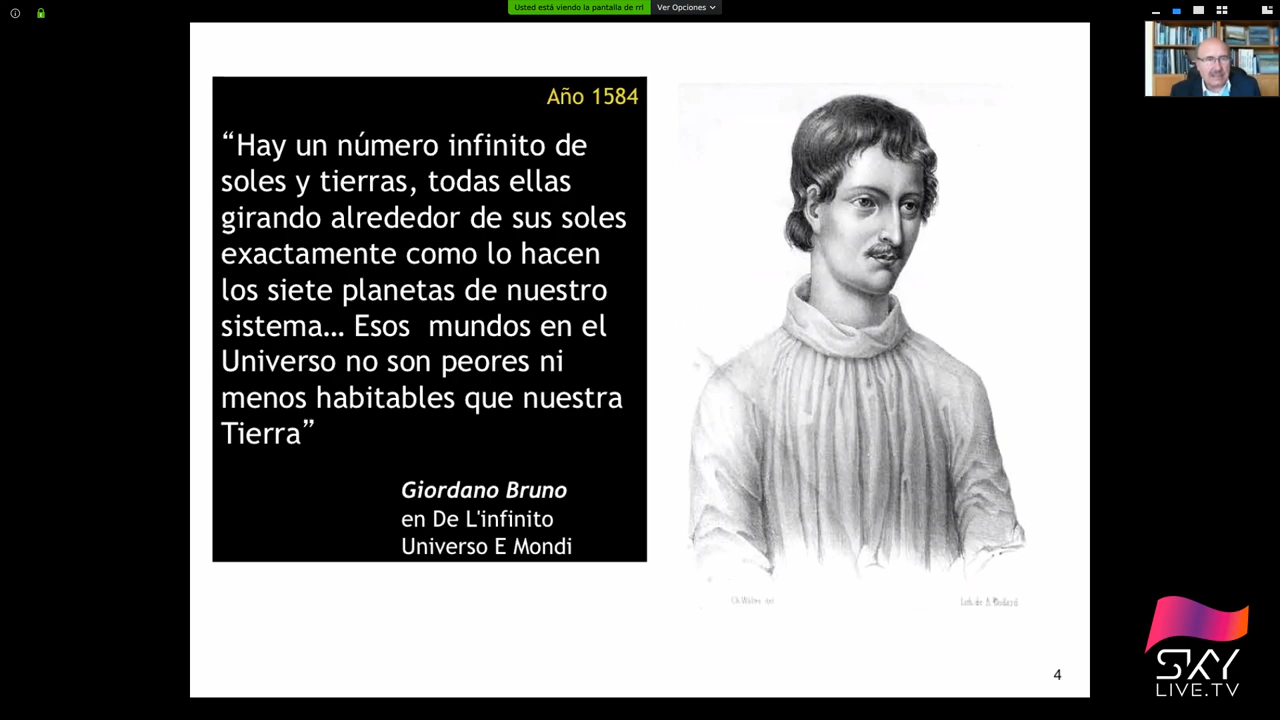 Usted está viendo la pantalla de rrl
Ver Opciones
Año 1584
“Hay un número infinito de
soles y tierras, todas ellas
girando alrededor de sus soles
exactamente como lo hacen
los siete planetas de nuestro
sistema… Esos  mundos en el
Universo no son peores ni
menos habitables que nuestra
Tierra”
Giordano Bruno
en De L'infinito
Universo E Mondi
Lith de A
4
SKY
LIVE.TV